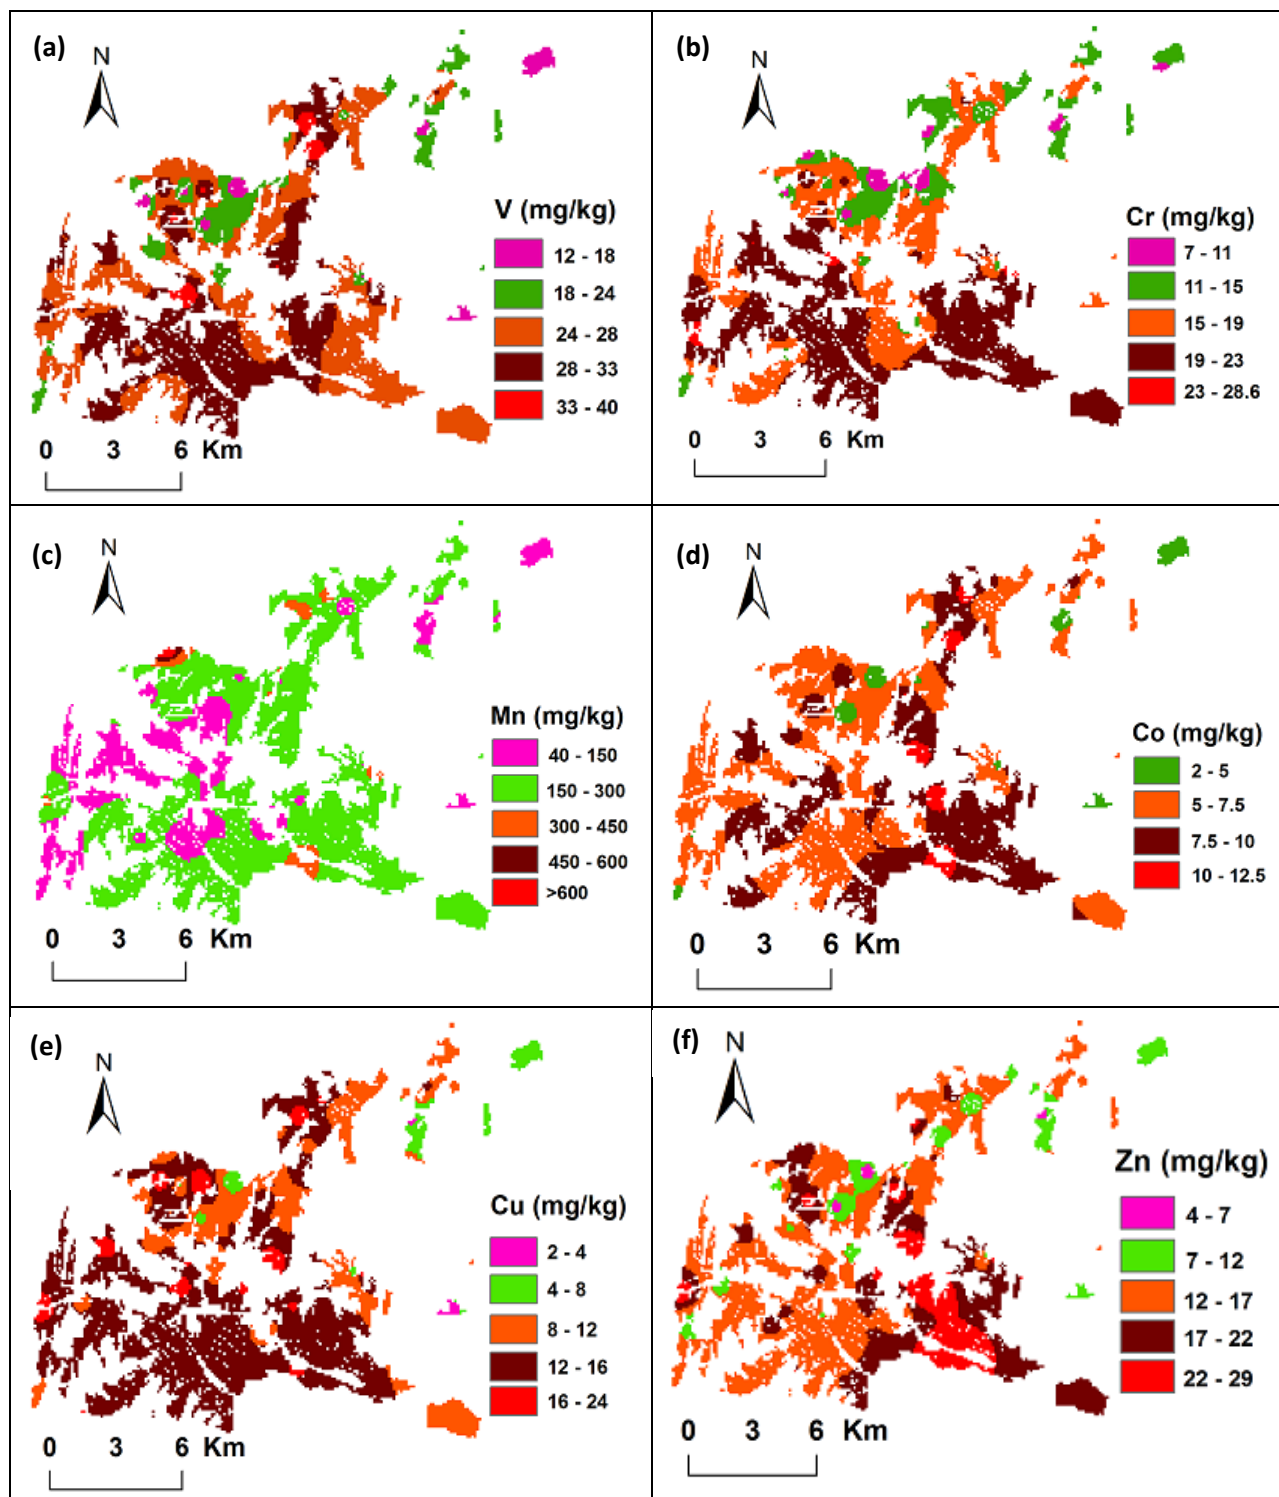 (a)
N
V (mg/kg)
12 - 18
18 - 24
24 - 28
28 - 33
33 - 40
0 3 6 Km
(b)
N
Cr (mg/kg)
7 - 11
11 - 15
15 - 19
19 - 23
23 - 28.6
0 3 6 Km
(c)
N
Mn (mg/kg)
40 - 150
150 - 300
300 - 450
450 - 600
>600
0 3 6 Km
(d)
N
Co (mg/kg)
2 - 5
5 - 7.5
7.5 - 10
10 - 12.5
0 3 6 Km
(e)
N
Cu (mg/kg)
2 - 4
4 - 8
8 - 12
12 - 16
16 - 24
0 3 6 Km
(f)
N
Zn (mg/kg)
4 - 7
7 - 12
12 - 17
17 - 22
22 - 29
0 3 6 Km